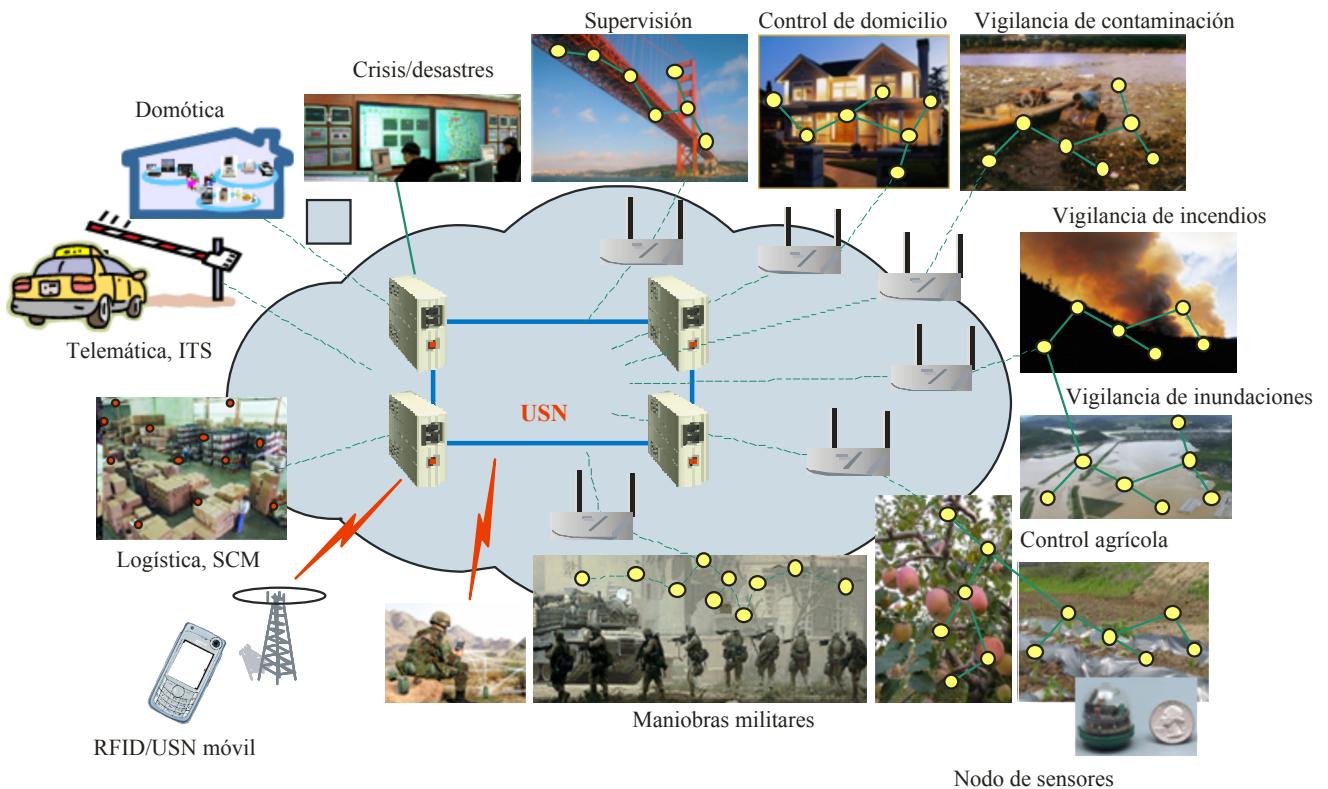 Supervisión
Control de domicilio
Vigilancia de contaminación
Crisis/desastres
Domótica
Vigilancia de incendios
Telemática, ITS
Vigilancia de inundaciones
USN
Logística, SCM
Control agrícola
Maniobras militares
RFID/USN móvil
Nodo de sensores